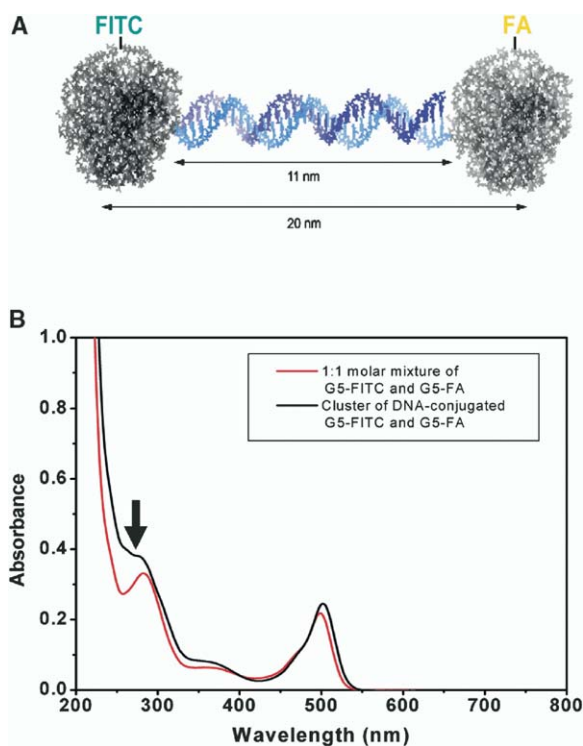 A
FITC
FA
11 nm
20 nm
B
1:1 molar mixture of
G5-FITC and G5-FA
Cluster of DNA-conjugated
G5-FITC and G5-FA
Absorbance
1.0
0.8
0.6
0.4
0.2
0.0
200 300 400 500 600 700 800
Wavelength (nm)